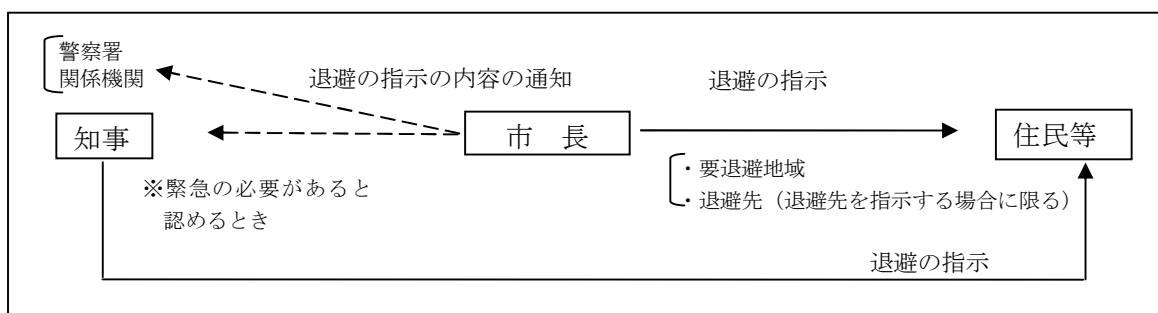 警察署
関係機関
退避の指示の内容の通知
退避の指示
知事
市　長
住民等
※緊急の必要があると
認めるとき
・要退避地域
・退避先（退避先を指示する場合に限る）
退避の指示